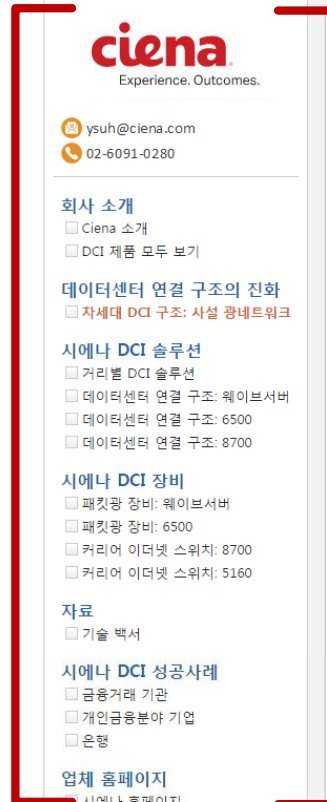 ciena.
Experience. Outcomes.
ysuh@ciena.com
02-6091-0280
회사 소개
Ciena 소개
DCI 제품 모두 보기
데이터센터 연결 구조의 진화
차세대 DCI 구조: 사설 광네트워크
시에나 DCI 솔루션
거리별 DCI 솔루션
데이터센터 연결 구조: 웨이브서버
데이터센터 연결 구조: 6500
데이터센터 연결 구조: 8700
시에나 DCI 장비
패킷광 장비: 웨이브서버
패킷광 장비: 6500
커리어 이더넷 스위치: 8700
커리어 이더넷 스위치: 5160
자료
기술 백서
시에나 DCI 성공사례
금융거래 기관
개인금융분야 기업
은행
업체 홈페이지
시에나 홈페이지